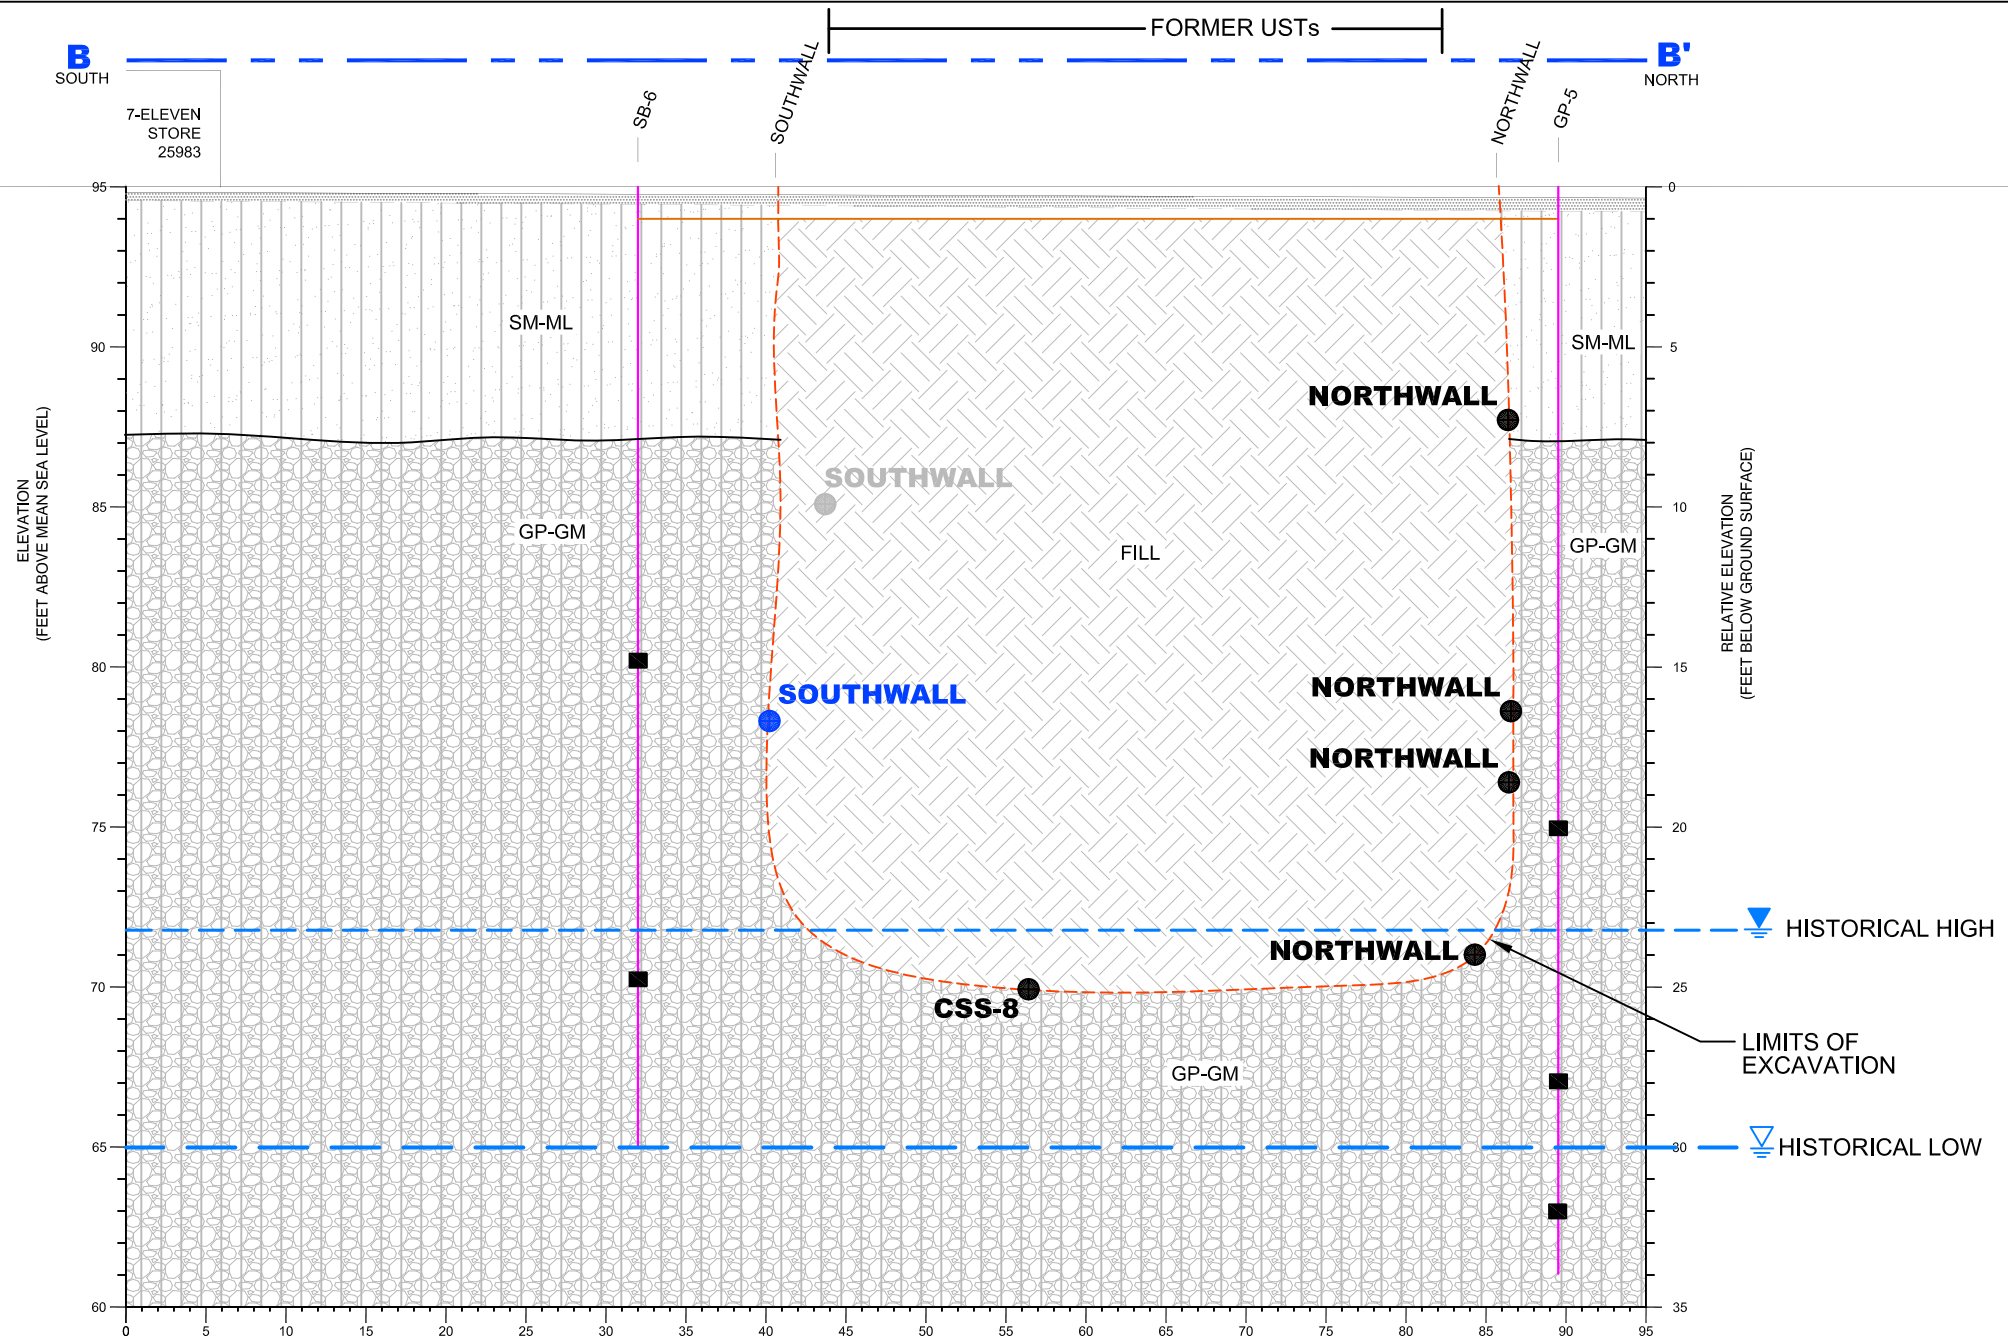 FORMER USTs
B
SOUTH
B'
NORTH
7-ELEVEN
STORE
25983
SB-6
SOUTHWALL
NORTHWALL
GP-5
95
90
85
80
75
70
65
60
ELEVATION
(FEET ABOVE MEAN SEA LEVEL)
SM-ML
GP-GM
SOUTHWALL
SOUTHWALL
FILL
NORTHWALL
NORTHWALL
NORTHWALL
NORTHWALL
CSS-8
GP-GM
SM-ML
GP-GM
0
5
10
15
20
25
30
35
RELATIVE ELEVATION
(FEET BELOW GROUND SURFACE)
HISTORICAL HIGH
LIMITS OF
EXCAVATION
HISTORICAL LOW
0 5 10 15 20 25 30 35 40 45 50 55 60 65 70 75 80 85 90 95